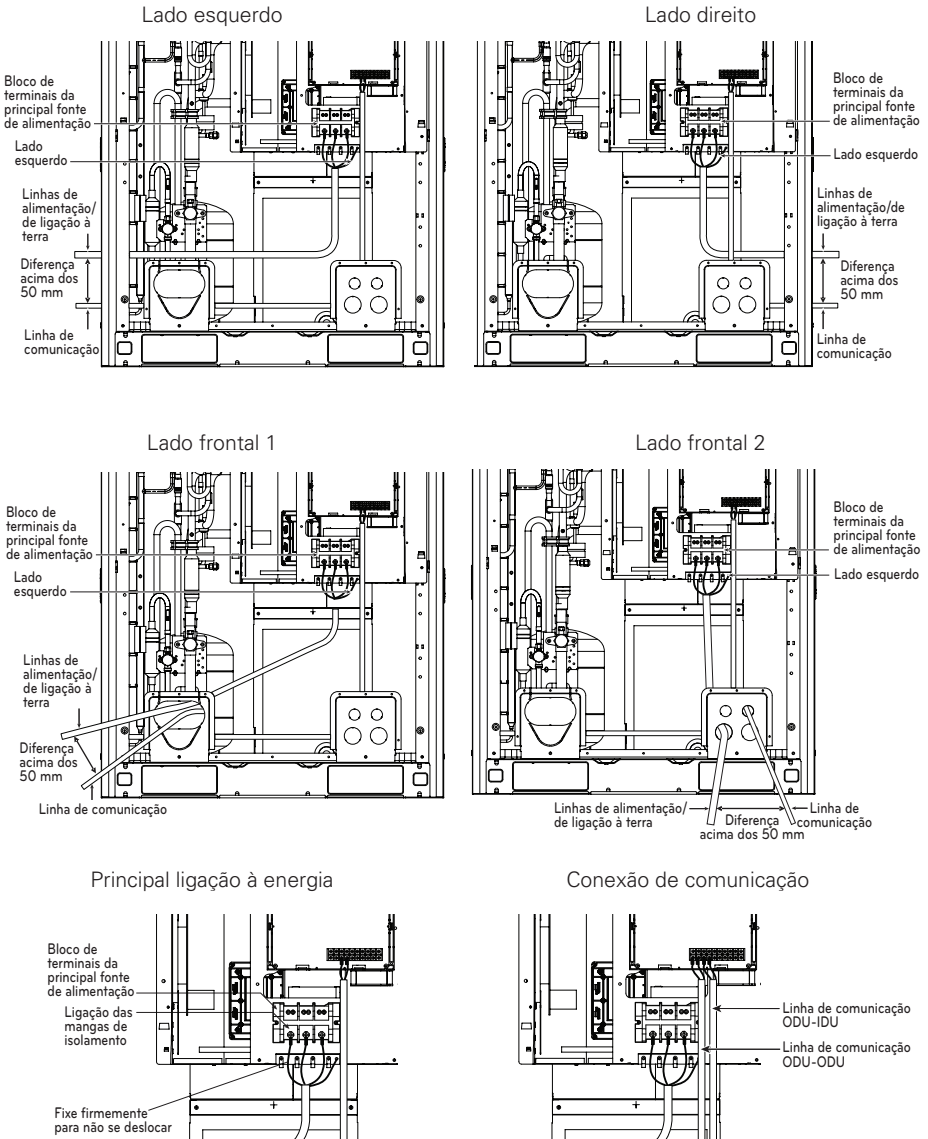 Lado esquerdo
Bloco de
terminais da
principal fonte
de alimentação
Lado
esquerdo
Linhas de
alimentação/
de ligação à
terra
Diferença
acima dos
50 mm
Linha de
comunicação
Lado direito
Bloco de
terminais da
principal fonte
de alimentação
Lado esquerdo
Linhas de
alimentação/de
ligação à terra
Diferença
acima dos
50 mm
Linha de
comunicação
Lado frontal 1
Bloco de
terminais da
principal fonte
de alimentação
Lado
esquerdo
Linhas de
alimentação/
de ligação à
terra
Diferença
acima dos
50 mm
Linha de comunicação
Lado frontal 2
Bloco de
terminais da
principal fonte
de alimentação
Lado esquerdo
Linhas de alimentação/
de ligação à terra
Diferença
acima dos 50 mm
Linha de
comunicação
Principal ligação à energia
Bloco de
terminais da
principal fonte
de alimentação
Ligação das
mangas de
isolamento
Fixe firmemente
para não se deslocar
Conexão de comunicação
Linha de comunicação
ODU-IDU
Linha de comunicação
ODU-ODU